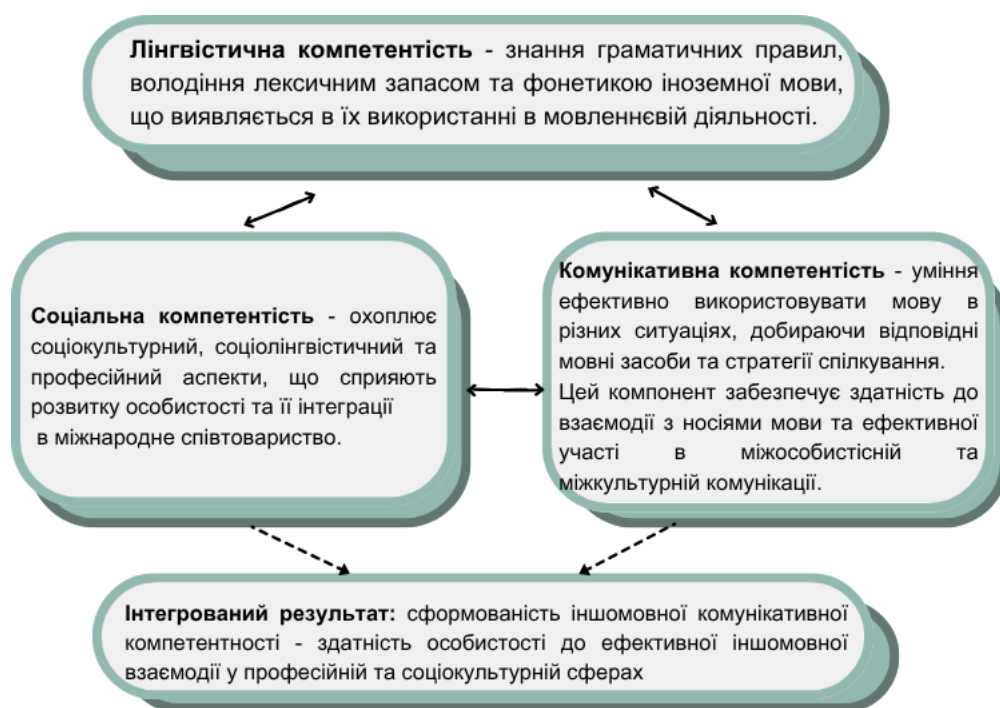 Лінгвістична компетентість - знання граматичних правил,
володіння лексичним запасом та фонетикою іноземної мови,
що виявляється в їх використанні в мовленнєвій діяльності.
Соціальна компетентість - охоплює
соціокультурний, соціолінгвістичний та
професійний аспекти, що сприяють
розвитку особистості та її інтеграції
в міжнародне співтовариство.
Комунікативна компетентість - уміння
ефективно використовувати мову в
різних ситуаціях, добираючи відповідні
мовні засоби та стратегії спілкування.
Цей компонент забезпечує здатність до
взаємодії з носіями мови та ефективної
участі в міжособистісній та
міжкультурній комунікації.
Інтегрований результат: сформованість іншомовної комунікативної
компетентності - здатність особистості до ефективної іншомовної
взаємодії у професійній та соціокультурній сферах